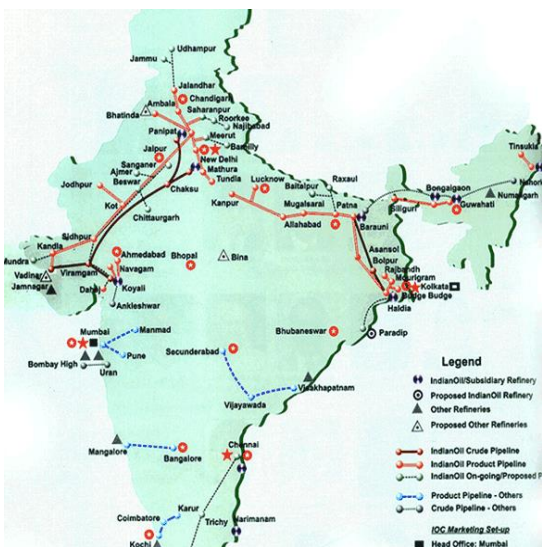 Udhampur
Jammu
Jalandhar
Ambala
Chandigarh
Saharanpur
Bhatinda
Roorkee
Najibabad
Panipat
Meerut
Jaipur
Bareilly
Sanganer
New Delhi
Ajmer
Mathura
Beswar
Tundla
Chaksu
Jodhpur
Kot
Lucknow
Kanpur
Baitalpur
Raxaul
Mugalsarai
Patna
Allahabad
Barauni
Bongaigaon
Siliguri
Guwahati
Numaligarh
Tinsukia
Chittaurgarh
Sidhpur
Kandla
Mundra
Vadinar
Jamnagar
Viramgam
Ahmedabad
Navagam
Dahej
Koyali
Ankleshwar
Bhopal
Bina
Asansol
Bolpur
Rajbandh
Mourigram
Kolkata
Budge Budge
Haldia
Paradip
Bhubaneswar
Mumbai
Manmad
Pune
Bombay High
Uran
Secunderabad
Visakhapatnam
Vijayawada
Mangalore
Bangalore
Chennai
Coimbatore
Karur
Trichy
Narimanam
Kochi
Legend
IndianOil/Subsidiary Refinery
Proposed IndianOil Refinery
Other Refineries
Proposed Other Refineries
IndianOil Crude Pipeline
IndianOil Product Pipeline
IndianOil On-going/Proposed P
Product Pipeline - Others
Crude Pipeline - Others
IOC Marketing Set-up
Head Office: Mumbai